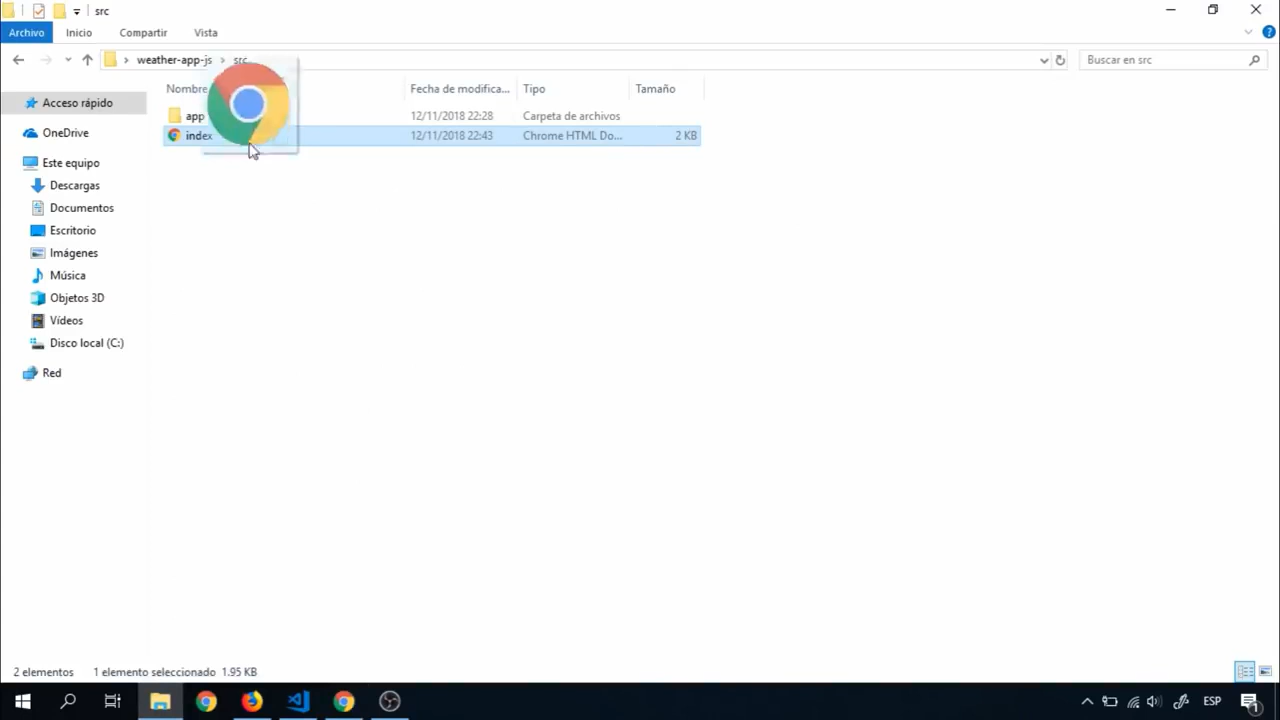 src
Archivo Inicio Compartir Vista
weather-app-js src Buscar en src
Nombre Fecha de modifica... Tipo Tamaño
Acceso rápido
app 12/11/2018 22:28 Carpeta de archivos
index 12/11/2018 22:43 Chrome HTML Do... 2 KB
OneDrive
Este equipo
Descargas
Documentos
Escritorio
Imágenes
Música
Objetos 3D
Vídeos
Disco local (C:)
Red
2 elementos 1 elemento seleccionado 1.95 KB
ESP
1